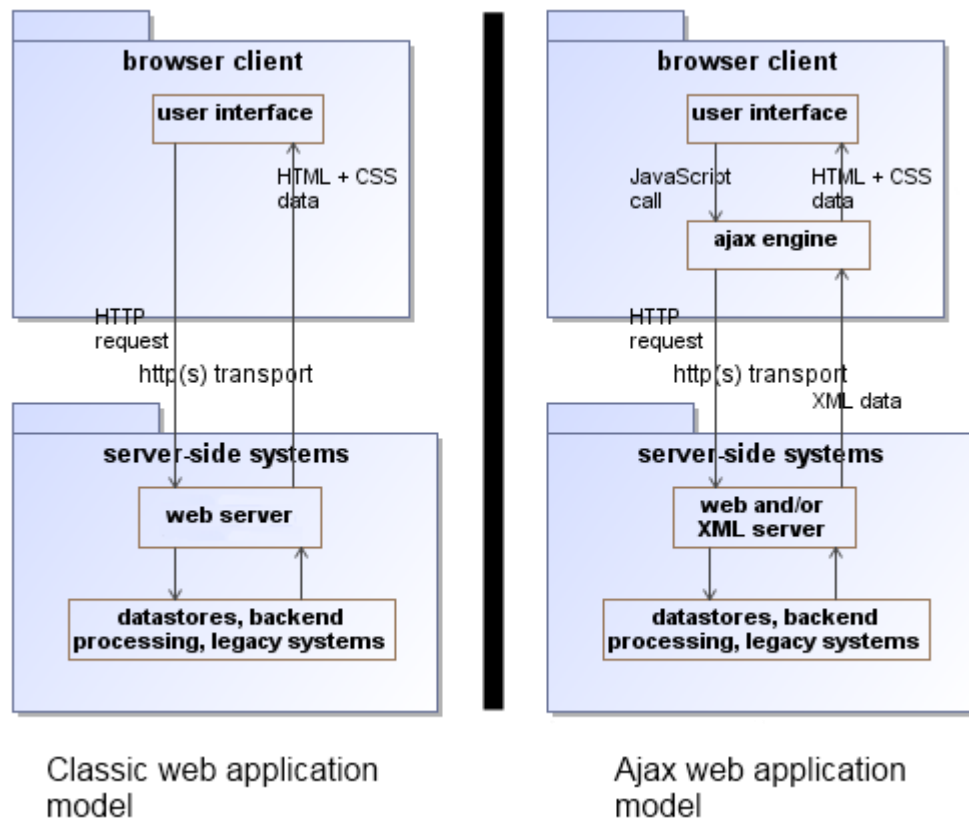 browser client
user interface
HTML + CSS
data
HTTP
request
http(s) transport
server-side systems
web server
datastores, backend
processing, legacy systems
Classic web application
model
browser client
user interface
JavaScript
call
HTML + CSS
data
ajax engine
HTTP
request
http(s) transport
XML data
server-side systems
web and/or
XML server
datastores, backend
processing, legacy systems
Ajax web application
model